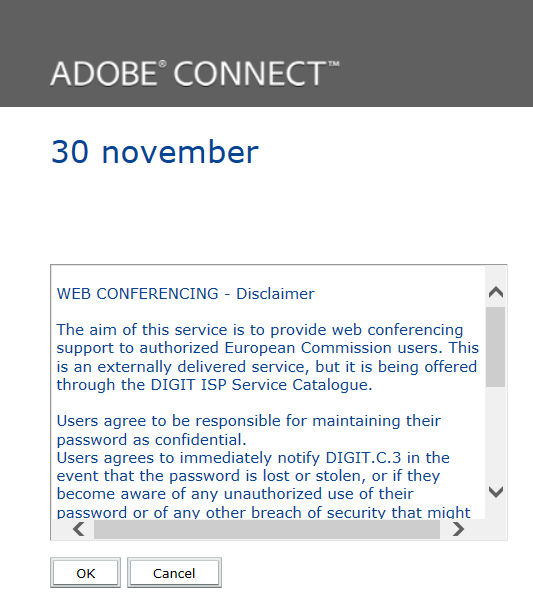 ADOBE® CONNECT™
30 november
WEB CONFERENCING - Disclaimer
The aim of this service is to provide web conferencing
support to authorized European Commission users. This
is an externally delivered service, but it is being offered
through the DIGIT ISP Service Catalogue.
Users agree to be responsible for maintaining their
password as confidential.
Users agrees to immediately notify DIGIT.C.3 in the
event that the password is lost or stolen, or if they
become aware of any unauthorized use of their
password or of any other breach of security that might
OK
Cancel